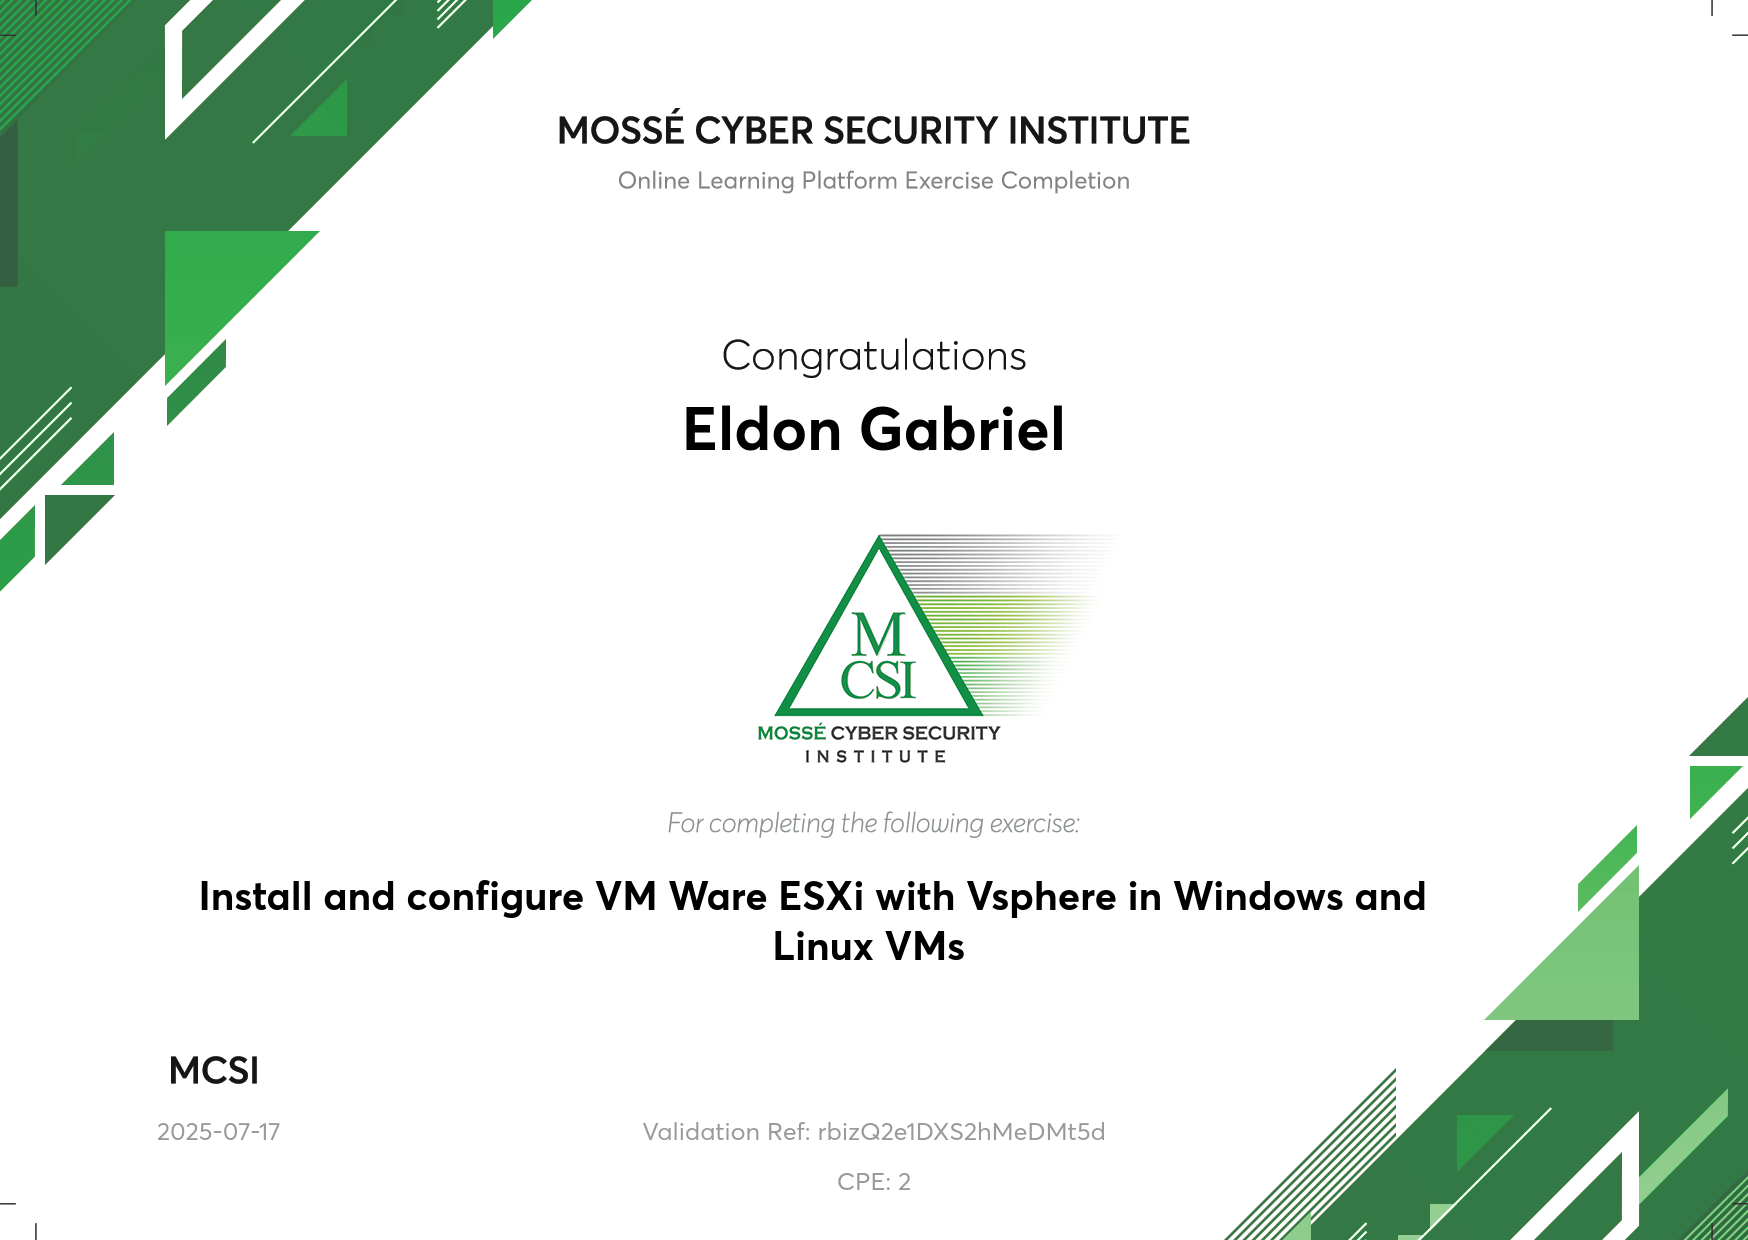 MOSSÉ CYBER SECURITY INSTITUTE
Online Learning Platform Exercise Completion
Congratulations
Eldon Gabriel
M
CSI
MOSSÉ CYBER SECURITY
INSTITUTE
For completing the following exercise:
Install and configure VM Ware ESXi with Vsphere in Windows and
Linux VMs
MCSI
2025-07-17
Validation Ref: rbizQ2e1DXS2hMeDMt5d
CPE: 2